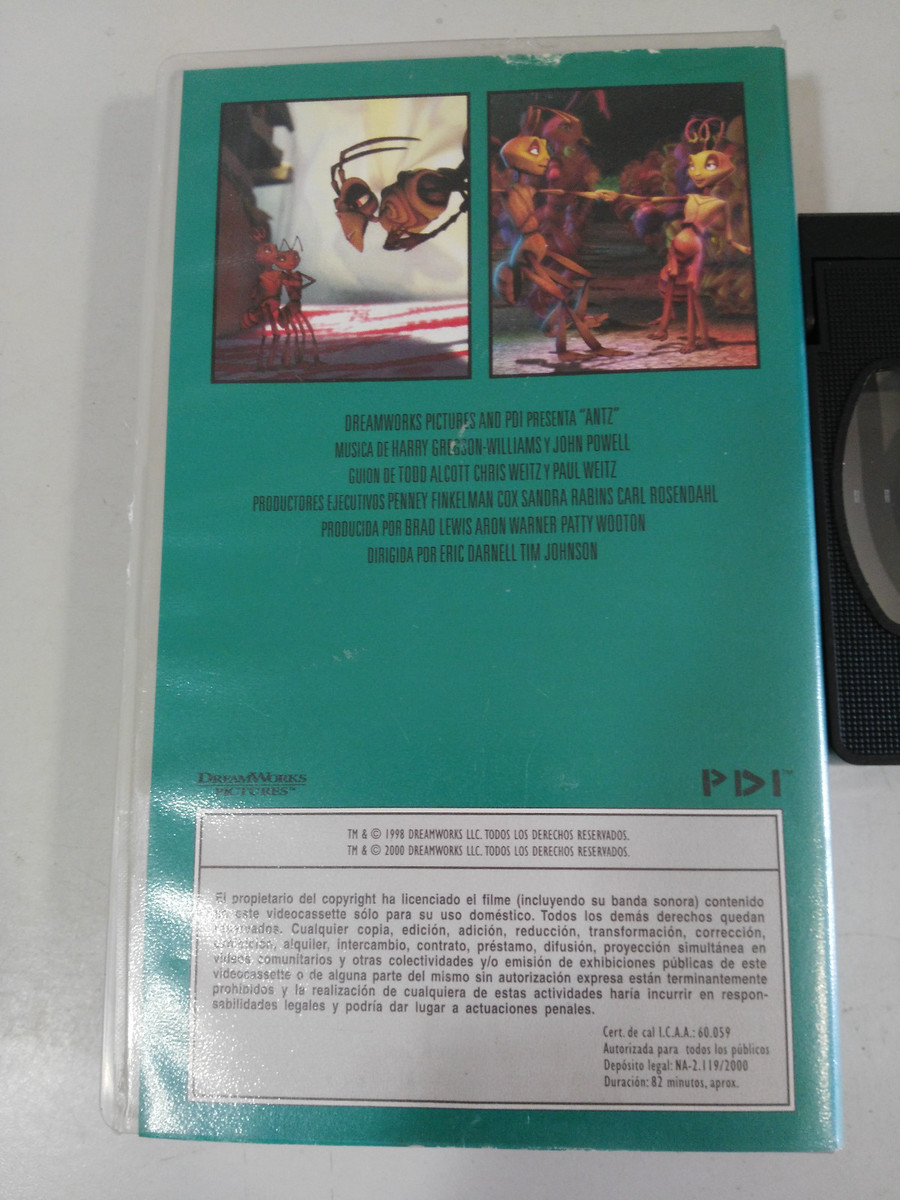 DREAMWORKS PICTURES AND PDI PRESENTA "ANTZ"
MUSICA DE HARRY GREGSON-WILLIAMS Y JOHN POWELL
GUION DE TODD ALCOTT CHRIS WEITZ Y PAUL WEITZ
PRODUCTORES EJECUTIVOS PENNEY FINKELMAN COX SANDRA RABINS CARL ROSENDAHL
PRODUCIDA POR BRAD LEWIS ARON WARNER PATTY WOOTON
DIRIGIDA POR ERIC DARNELL TIM JOHNSON
DREAMWORKS
PICTURES™
PDI™
TM & © 1998 DREAMWORKS LLC. TODOS LOS DERECHOS RESERVADOS.
TM & © 2000 DREAMWORKS LLC. TODOS LOS DERECHOS RESERVADOS.
El propietario del copyright ha licenciado el filme (incluyendo su banda sonora) contenido
este videocassette sólo para su uso doméstico. Todos los demás derechos quedan
Cualquier copia, edición, adición, reducción, transformación, corrección,
alquiler, intercambio, contrato, préstamo, difusión, proyección simultánea en
videos comunitarios y otras colectividades y/o emisión de exhibiciones públicas de este
videocassette o de alguna parte del mismo sin autorización expresa están terminantemente
prohibidos y la realización de cualquiera de estas actividades haría incurrir en respon-
sabilidades legales y podría dar lugar a actuaciones penales.
Cert. de cal I.C.A.A.: 60.059
Autorizada para todos los públicos
Depósito legal: NA-2.119/2000
Duración: 82 minutos, aprox.